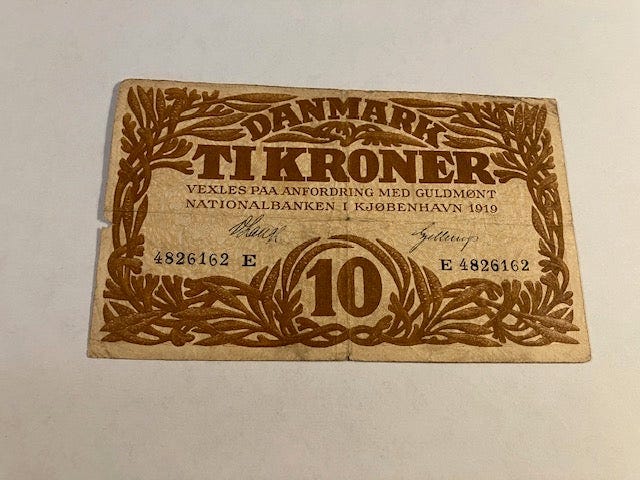 DANMARK
TI KRONER
VEXLES PAA ANFORDRING MED GULDMØNT
NATIONALBANKEN I KJØBENHAVN 1919
4826162 E E 4826162
10